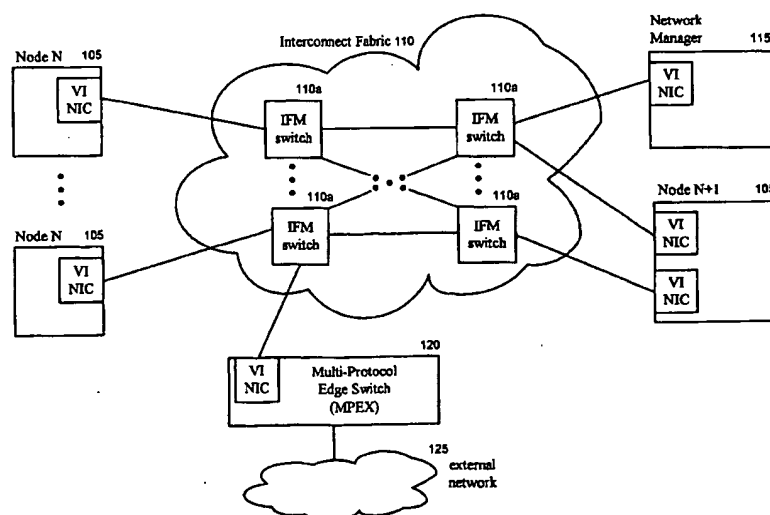 Node N 105
VI
NIC
Interconnect Fabric 110
110a
IFM
switch
110a
IFM
switch
Network
Manager 115
VI
NIC
Node N 105
VI
NIC
110a
IFM
switch
110a
IFM
switch
Node N+1 105
VI
NIC
VI
NIC
120
VI
NIC
Multi-Protocol
Edge Switch
(MPEX)
125
external
network